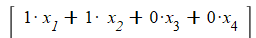 [ 1· x₁ + 1· x₂ + 0·x₃ + 0·x₄ ]